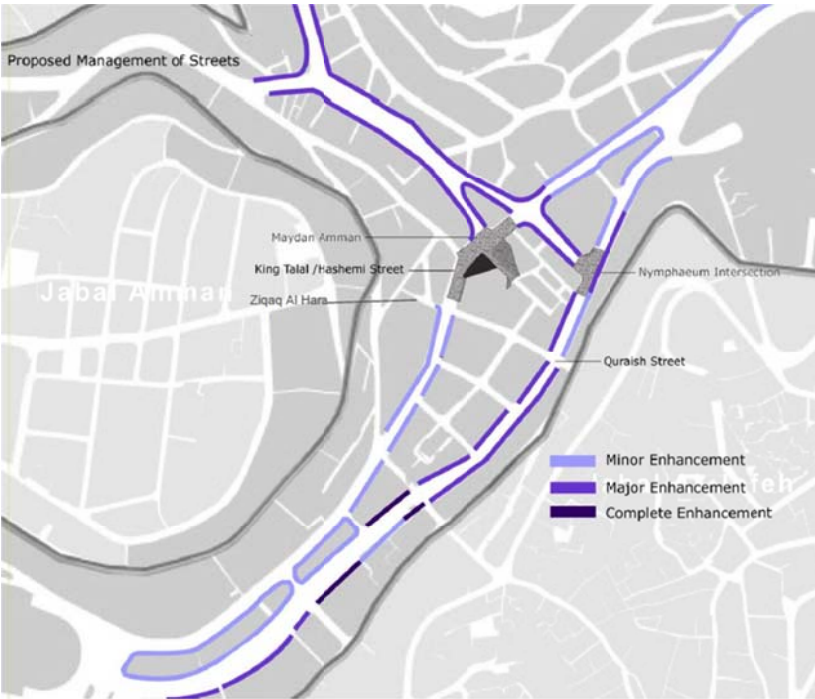 Proposed Management of Streets
Maydan Amman
King Talal /Hashemi Street
Jabal Amman
Nymphaeum Intersection
Ziqaq Al Hara
Quraish Street
Minor Enhancement
Major Enhancement
Complete Enhancement